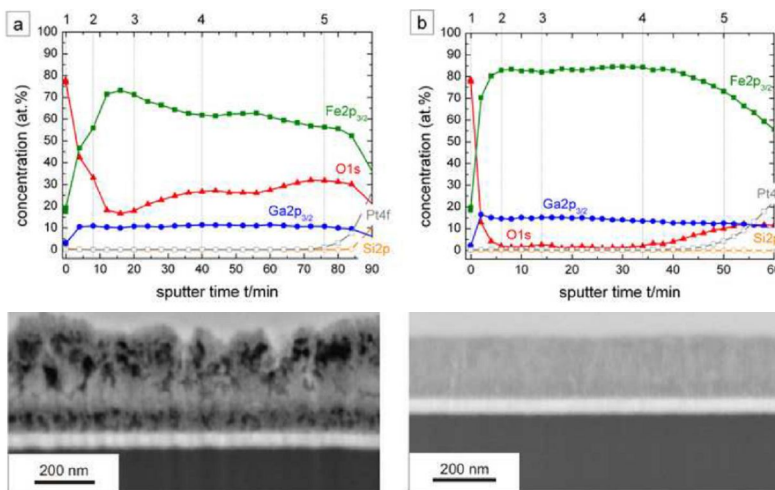 a
1 2 3 4 5
100
90
80
70
60
50
40
30
20
10
0
concentration (at.%)
Fe2p3/2
O1s
Ga2p3/2
Pt4f
Si2p
0 10 20 30 40 50 60 70 80 90
sputter time t/min
200 nm
b
1 2 3 4 5
100
90
80
70
60
50
40
30
20
10
0
concentration (at.%)
Fe2p3/2
Ga2p3/2
O1s
Pt4
Si2p
0 10 20 30 40 50 60
sputter time t/min
200 nm